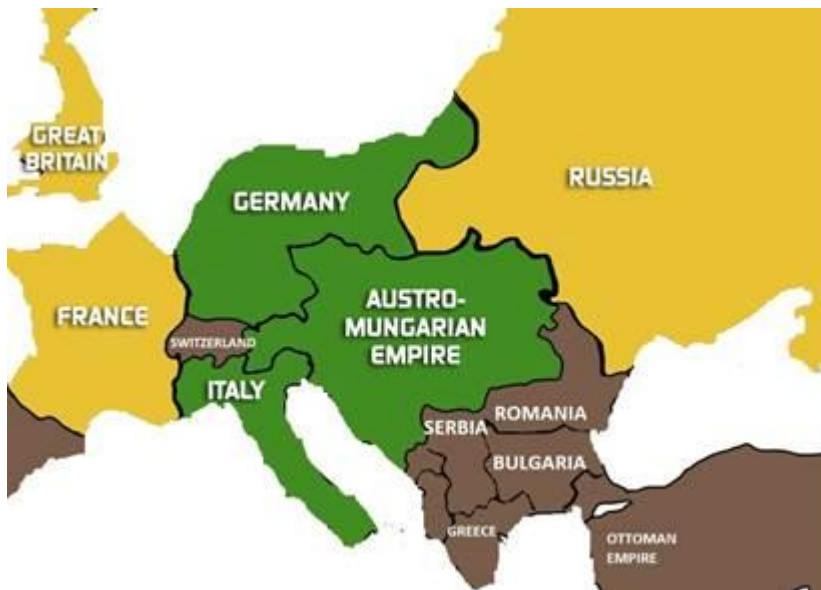 GREAT
BRITAIN
RUSSIA
GERMANY
AUSTRO-
MUNGARIAN
EMPIRE
FRANCE
SWITZERLAND
ITALY
ROMANIA
SERBIA
BULGARIA
GREECE
OTTOMAN
EMPIRE